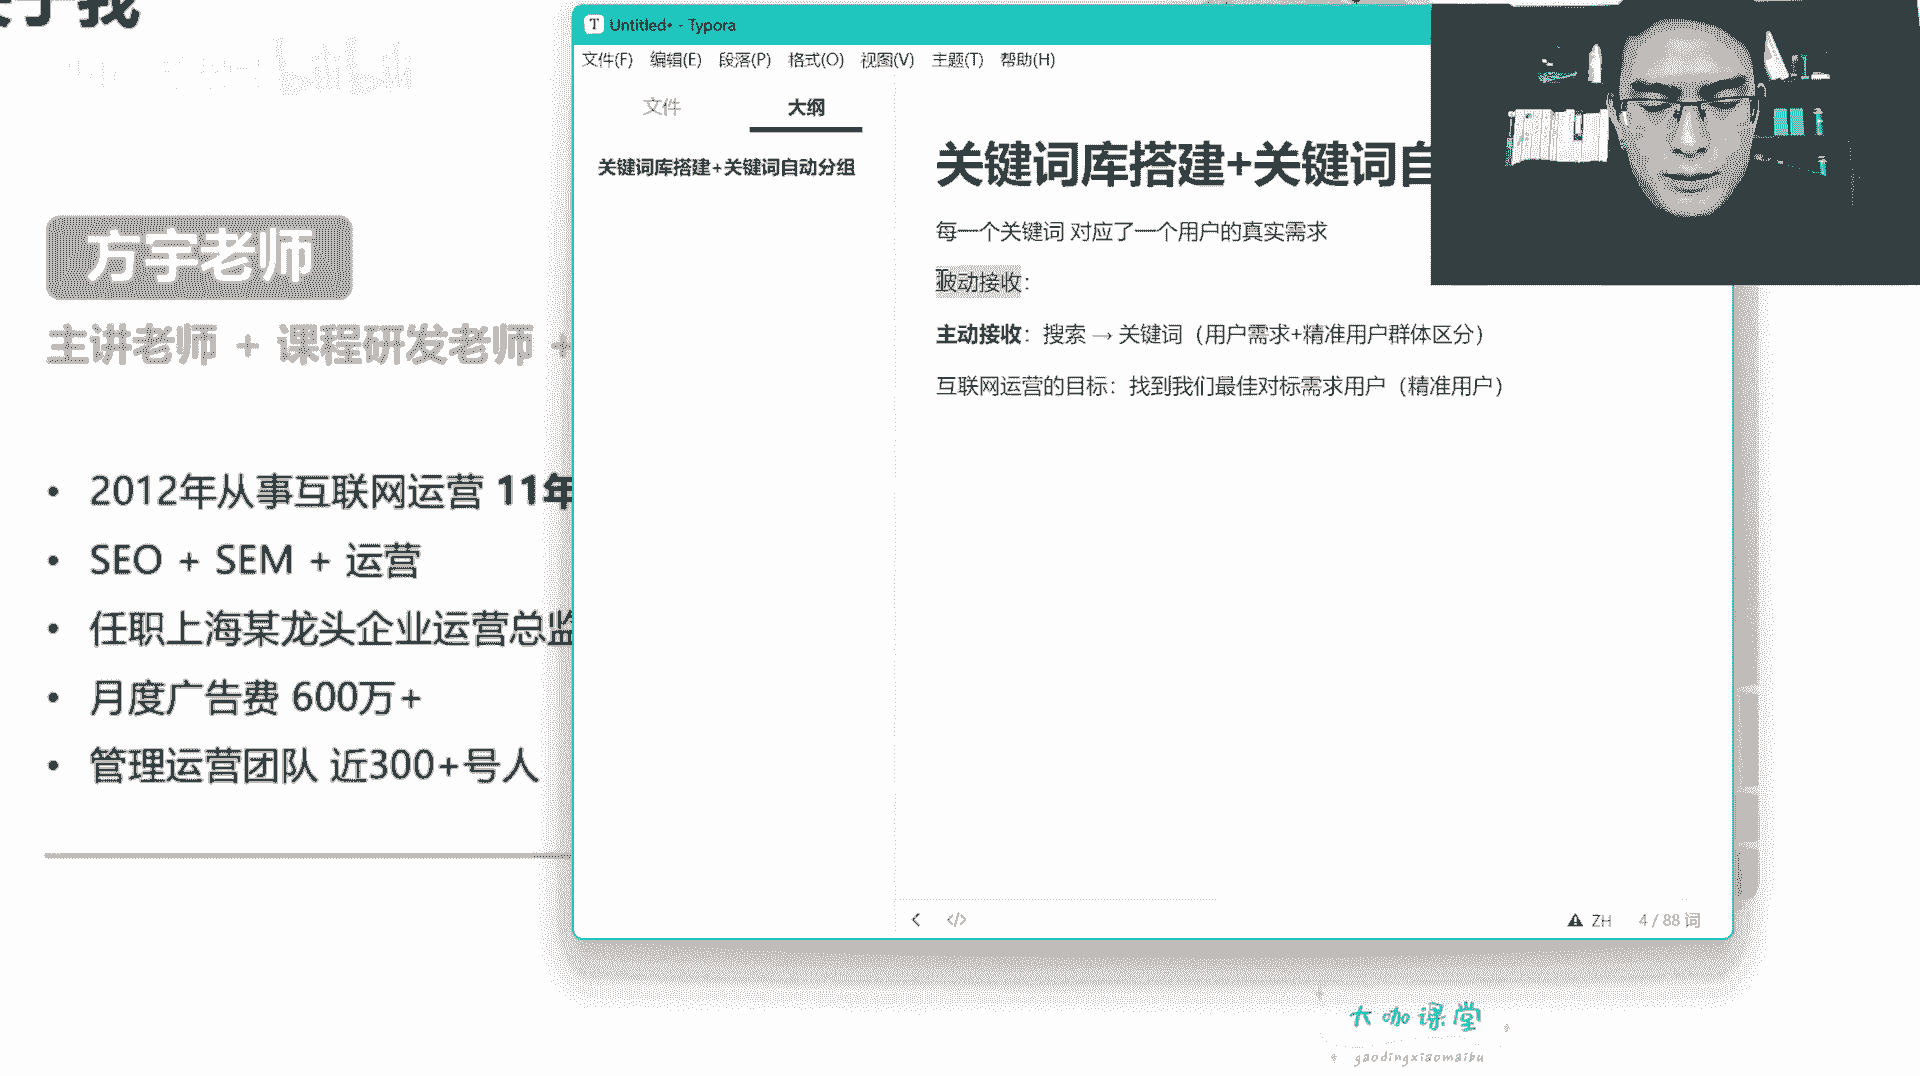 关于我
bilibili
方宇老师
主讲老师 + 课程研发老师 +
• 2012年从事互联网运营 11年
• SEO + SEM + 运营
• 任职上海某龙头企业运营总监
• 月度广告费 600万+
• 管理运营团队 近300+号人
T Untitled• - Typora
文件(F) 编辑(E) 段落(P) 格式(O) 视图(V) 主题(T) 帮助(H)
文件 大纲
关键词库搭建+关键词自动分组
关键词库搭建+关键词自
每一个关键词 对应了一个用户的真实需求
被动接收：
主动接收：搜索 → 关键词（用户需求+精准用户群体区分）
互联网运营的目标：找到我们最佳对标需求用户（精准用户）
</> ZH 4 / 88 词
大咖课堂
gaodingxiaomaibu